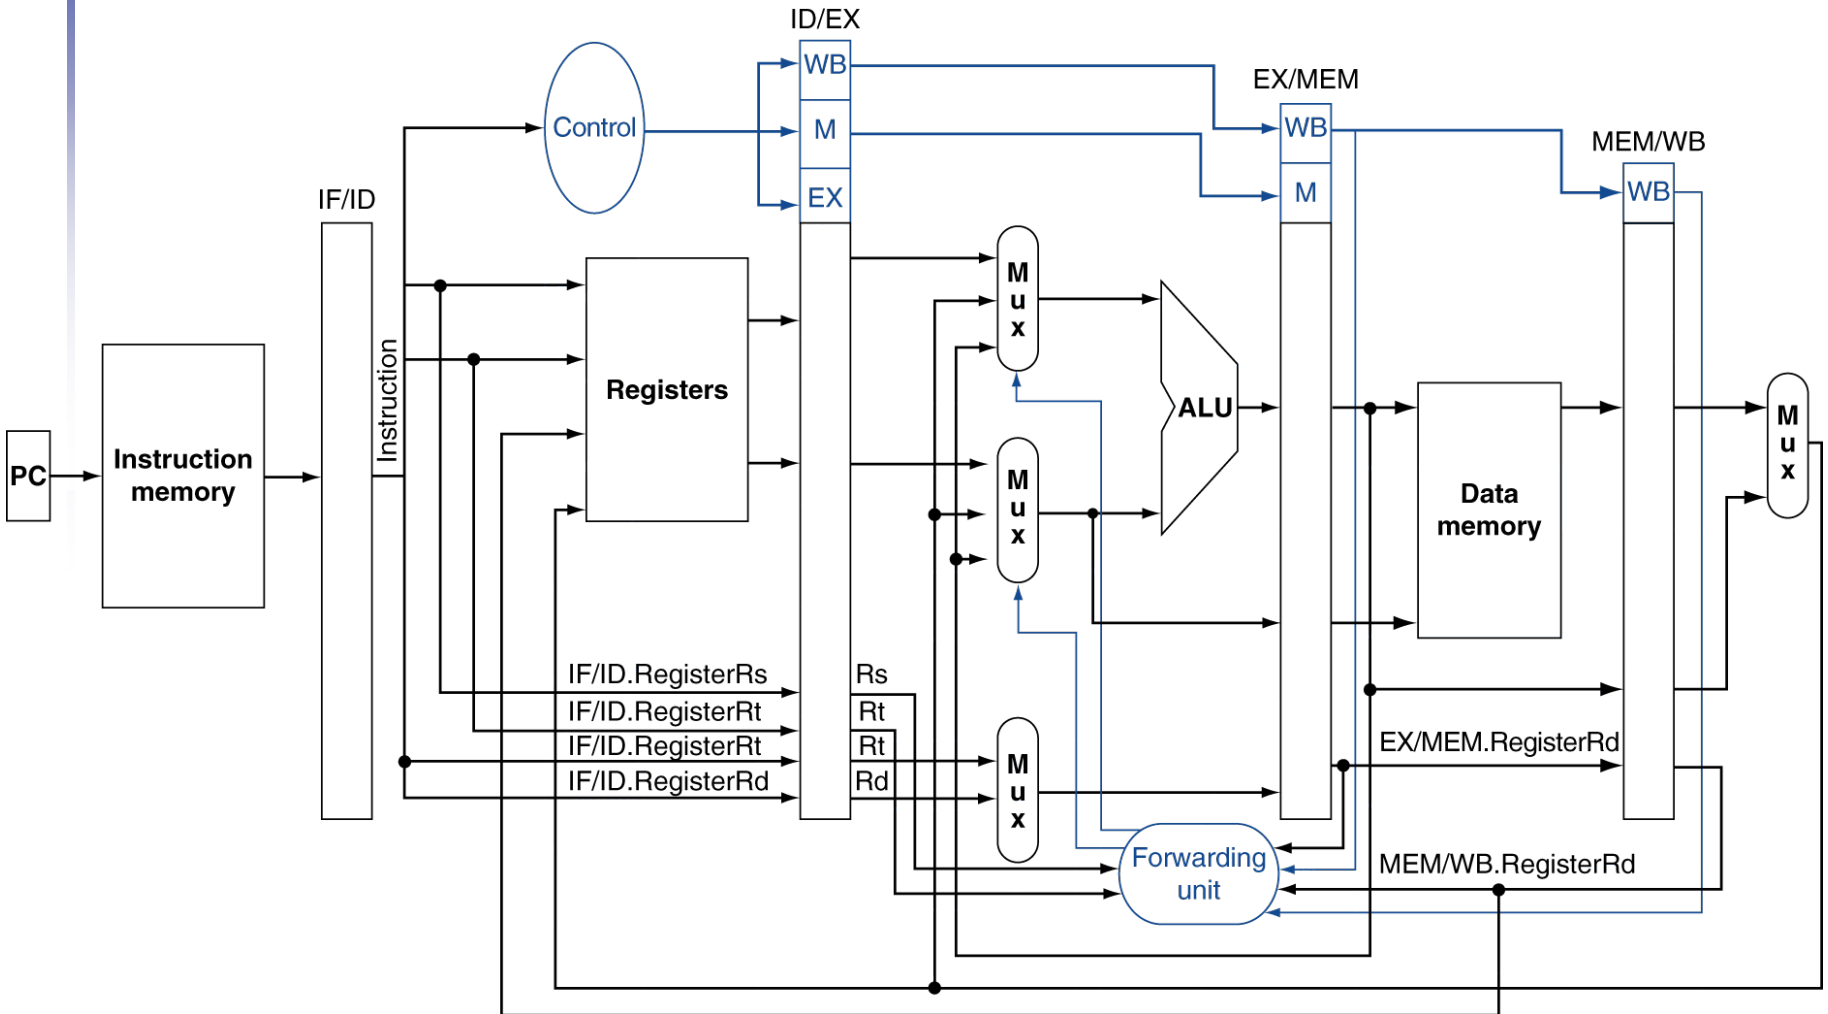 ID/EX
WB
EX/MEM
Control
M
WB
MEM/WB
IF/ID
EX
M
WB
M
u
x
Instruction
Registers
PC
Instruction
memory
ALU
M
u
x
M
u
x
Data
memory
IF/ID.RegisterRs
Rs
IF/ID.RegisterRt
Rt
IF/ID.RegisterRt
Rt
IF/ID.RegisterRd
Rd
M
u
x
EX/MEM.RegisterRd
Forwarding
unit
MEM/WB.RegisterRd